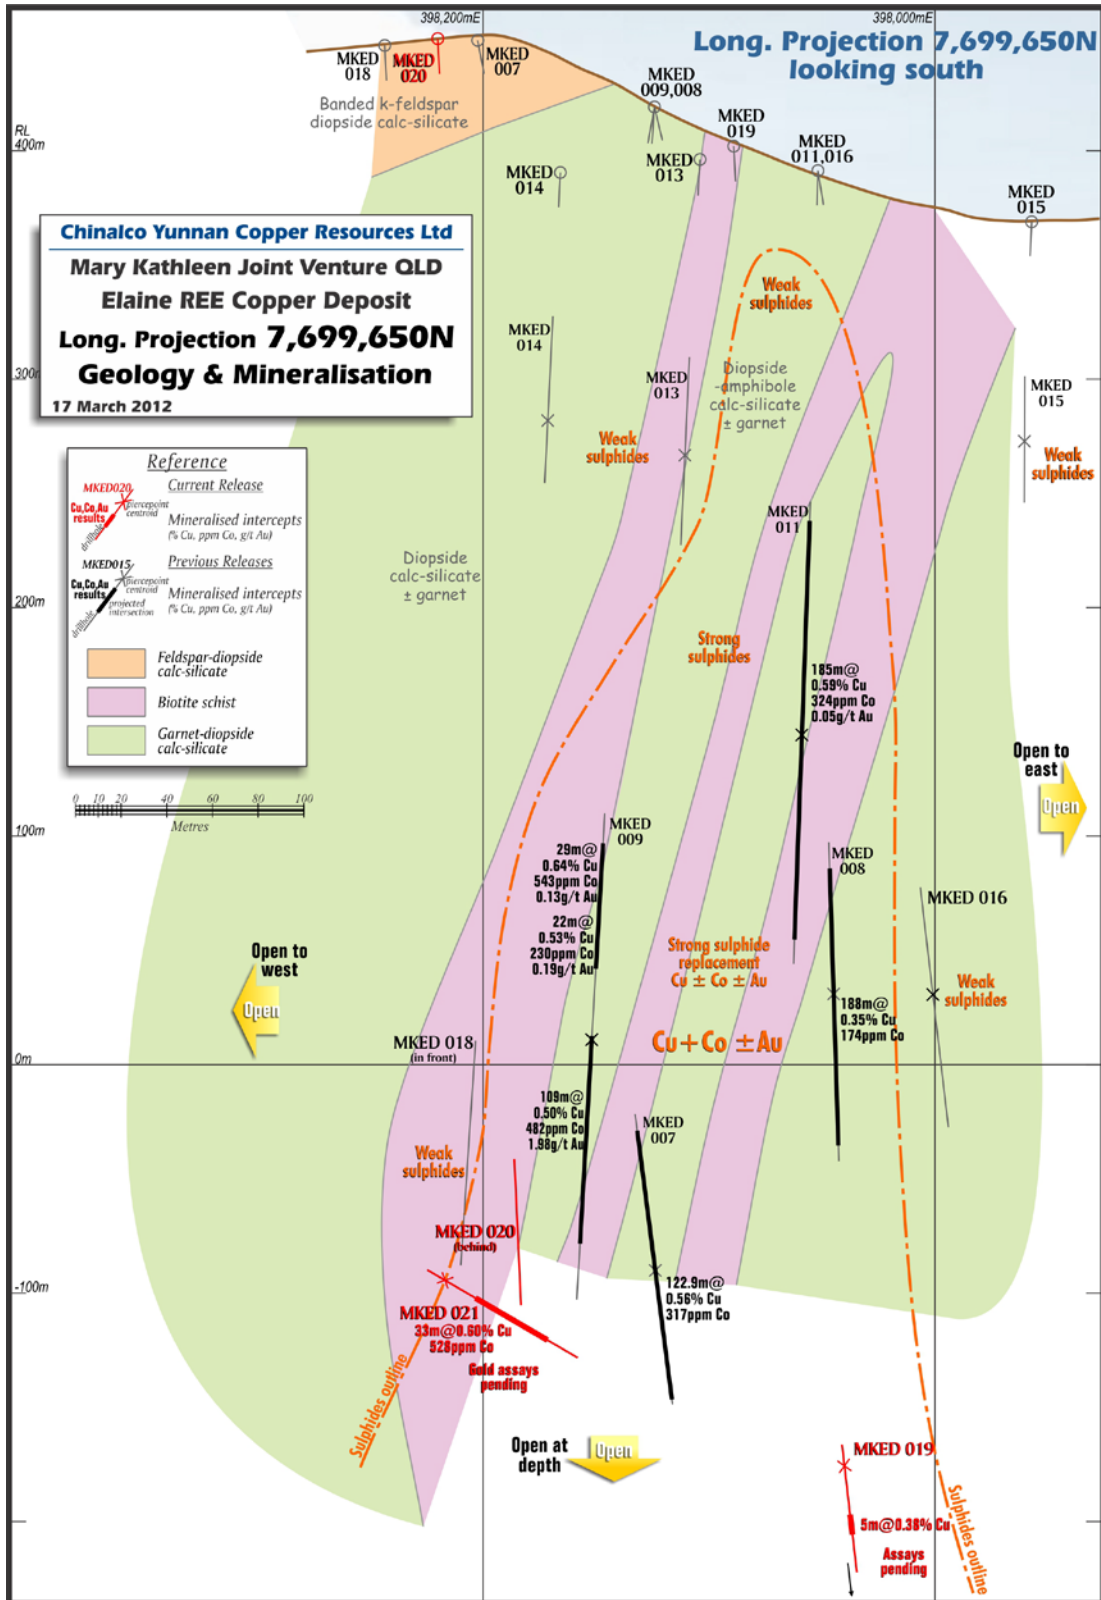 398,200mE
398,000mE
Long. Projection 7,699,650N
looking south
MKED
018
MKED
020
MKED
007
MKED
009,008
MKED
019
MKED
011,016
Banded k-feldspar
diopside calc-silicate
RL
400m
MKED
014
MKED
013
MKED
015
Chinalco Yunnan Copper Resources Ltd
Mary Kathleen Joint Venture QLD
Elaine REE Copper Deposit
Long. Projection 7,699,650N
Geology & Mineralisation
17 March 2012
Weak
sulphides
MKED
014
300m
MKED
013
Diopside
-amphibole
calc-silicate
± garnet
MKED
015
Weak
sulphides
Weak
sulphides
Reference
MKED020
Current Release
Cu,Co,Au
results
piercepoint
centroid
drillhole
Mineralised intercepts
(% Cu, ppm Co, g/t Au)
MKED015
Previous Releases
Cu,Co,Au
results
piercepoint
centroid
projected
intersection
drillhole
Mineralised intercepts
(% Cu, ppm Co, g/t Au)
Feldspar-diopside
calc-silicate
Biotite schist
Garnet-diopside
calc-silicate
0 10 20 40 60 80 100
Metres
MKED
011
Diopside
calc-silicate
± garnet
200m
Strong
sulphides
185m@
0.59% Cu
324ppm Co
0.05g/t Au
Open to
east
Open
100m
MKED
009
29m@
0.64% Cu
543ppm Co
0.13g/t Au
MKED
008
MKED 016
22m@
0.53% Cu
230ppm Co
0.19g/t Au
Open to
west
Open
Strong sulphide
replacement
Cu ± Co ± Au
Weak
sulphides
188m@
0.35% Cu
174ppm Co
MKED 018
(in front)
Cu+Co ±Au
0m
109m@
0.50% Cu
482ppm Co
1.98g/t Au
MKED
007
Weak
sulphides
MKED 020
(behind)
-100m
MKED 021
33m@0.60% Cu
528ppm Co
122.9m@
0.56% Cu
317ppm Co
Gold assays
pending
Sulphides outline
Open at
depth
Open
MKED 019
5m@0.38% Cu
Assays
pending
Sulphides outline